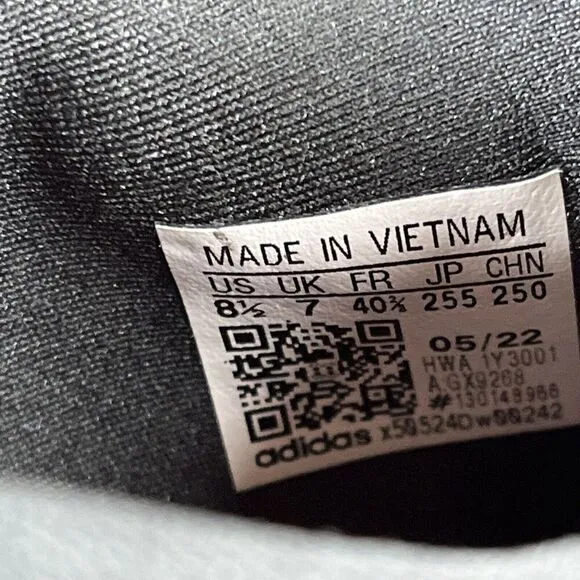 MADE IN VIETNAM
US UK FR JP CHN
8½ 7 40⅔ 255 250
05/22
HWA 1Y3001
A.GX9268
#130148988
adidas x50524Dw00242